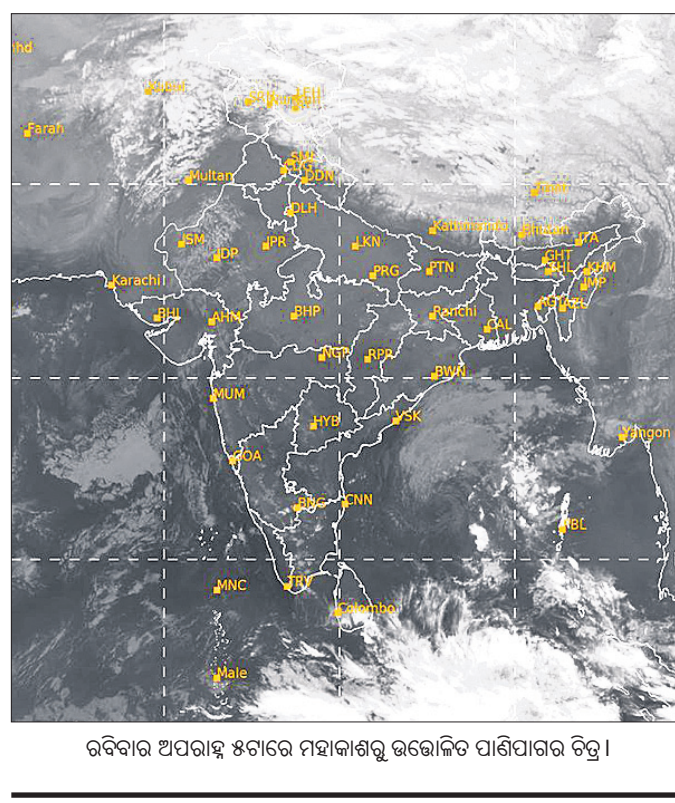 Farah
LEH
Multan
DDN
DLH
Kathmandu
Bhutan
JSM
JDP
JPR
LKN
PRG
PTN
GHT
KHM
IMP
Karachi
BHJ
AHM
BHP
Ranchi
CAL
NGP
RPR
BWN
MUM
HYB
VSK
Yangon
GOA
BNG
CNN
PBL
MNC
TRV
Colombo
Male
ରବିବାର ଅପରାହ୍ନ ୫ଟାରେ ମହାକାଶରୁ ଉତ୍ତୋଳିତ ପାଣିପାଗର ଚିତ୍ର।